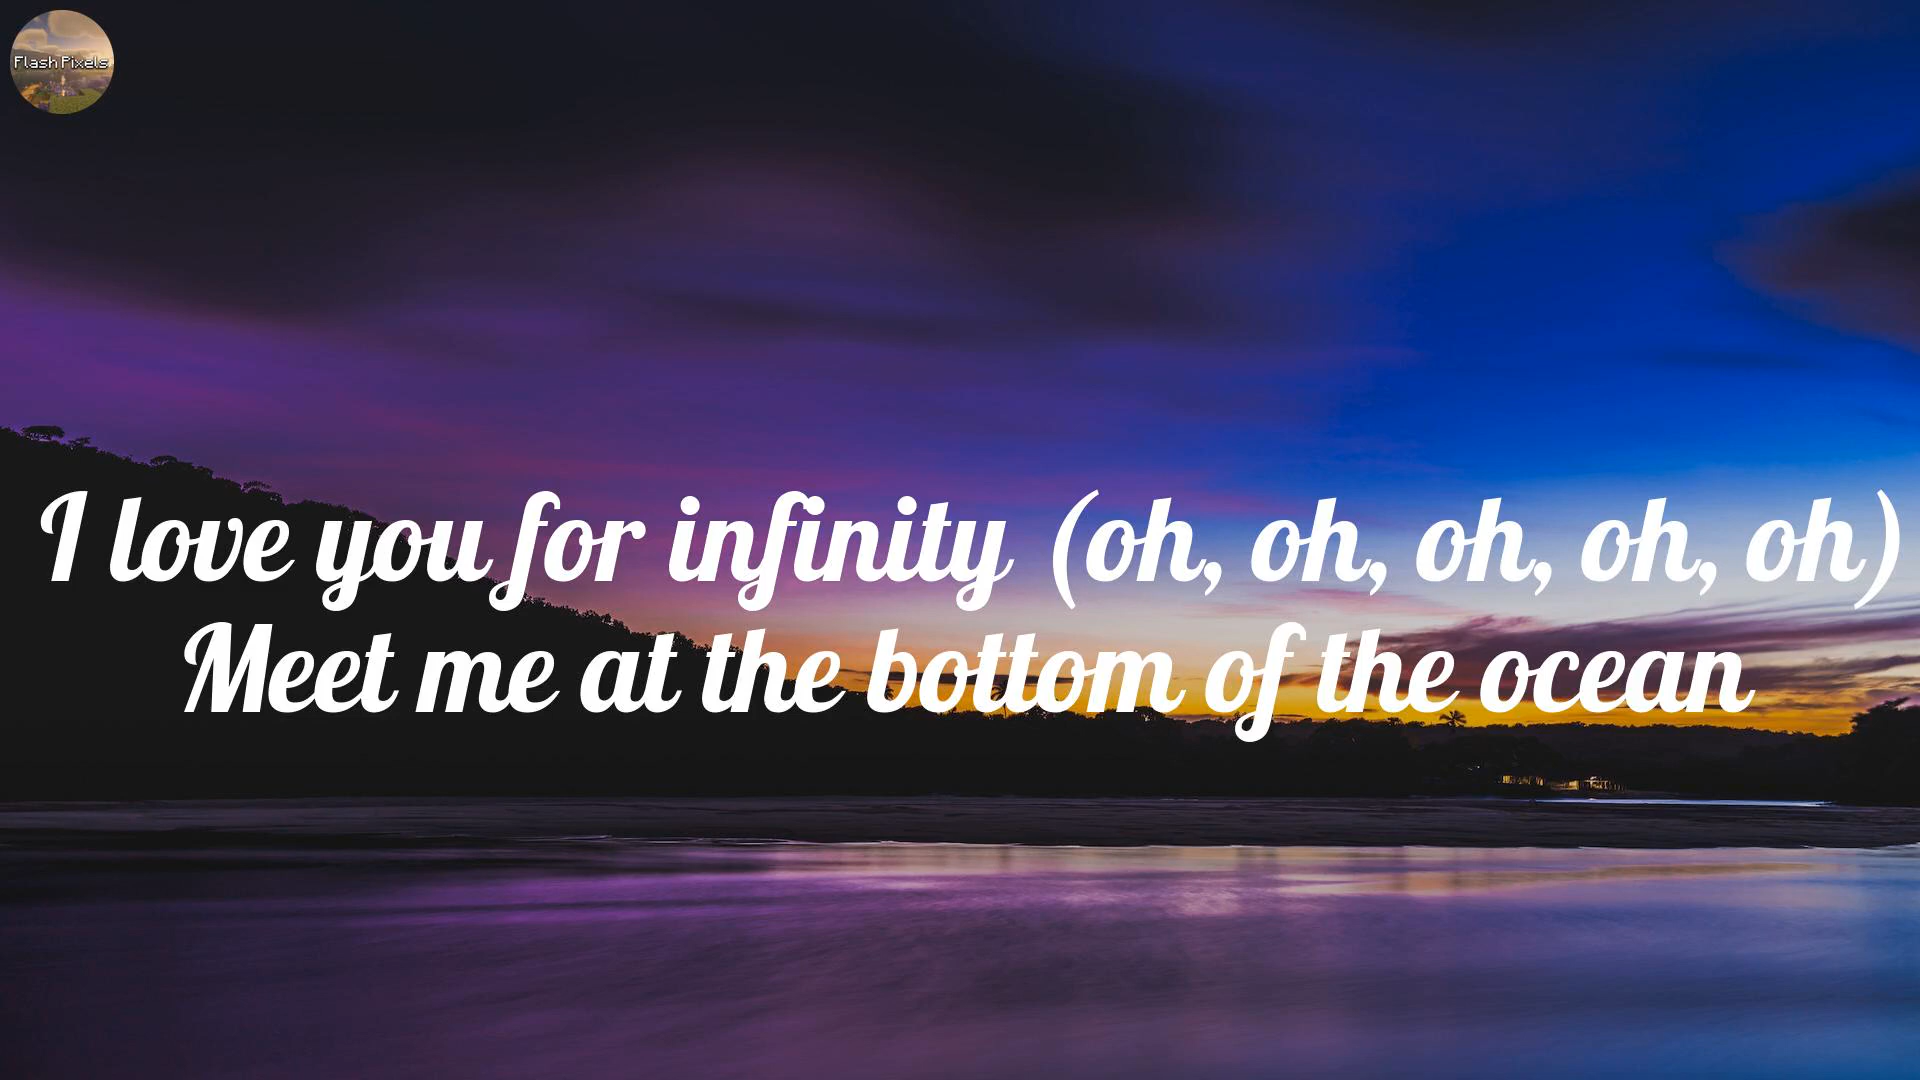 Flash Pixels
I love you for infinity (oh, oh, oh, oh, oh)
Meet me at the bottom of the ocean